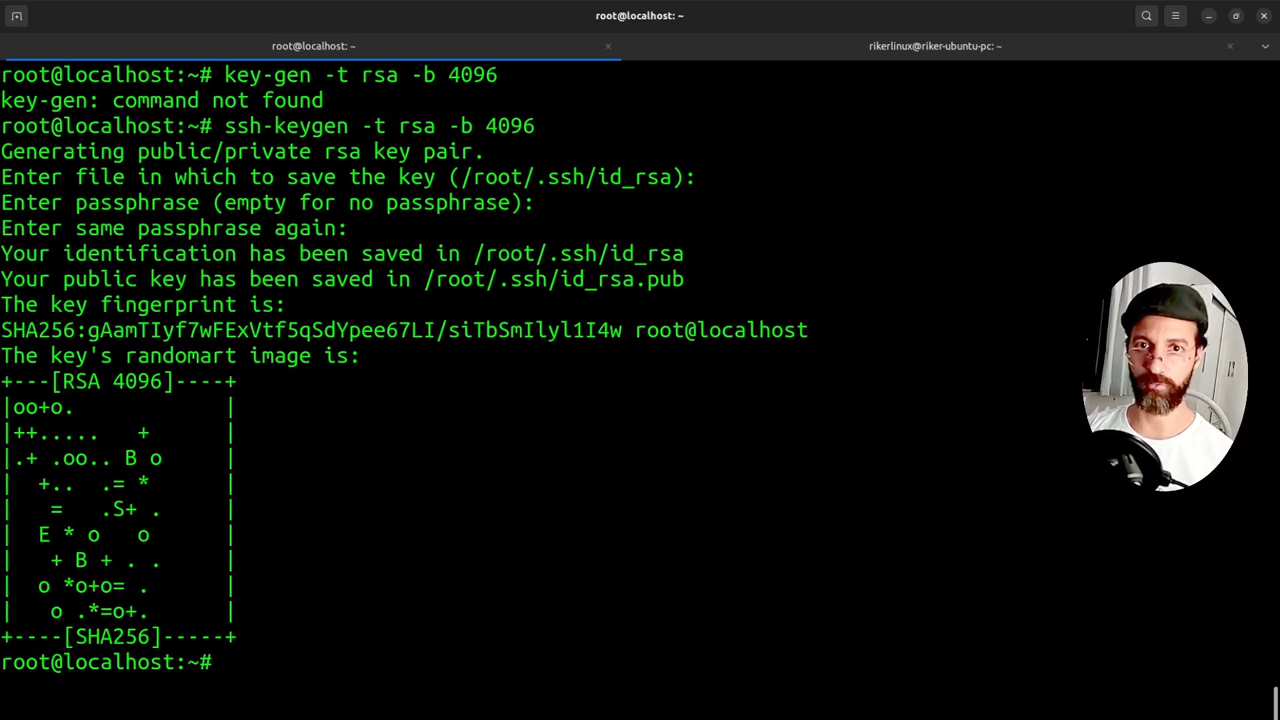 root@localhost: ~
root@localhost: ~
rikerlinux@riker-ubuntu-pc: ~
root@localhost:~# key-gen -t rsa -b 4096
key-gen: command not found
root@localhost:~# ssh-keygen -t rsa -b 4096
Generating public/private rsa key pair.
Enter file in which to save the key (/root/.ssh/id_rsa):
Enter passphrase (empty for no passphrase):
Enter same passphrase again:
Your identification has been saved in /root/.ssh/id_rsa
Your public key has been saved in /root/.ssh/id_rsa.pub
The key fingerprint is:
SHA256:gAamTIyf7wFExVtf5qSdYpee67LI/siTbSmIlyl1I4w root@localhost
The key's randomart image is:
+---[RSA 4096]----+
|oo+o.            |
|++.....   +      |
|.+ .oo.. B o     |
|  +..  .= *      |
|   =   .S+ .     |
|  E * o   o      |
|   + B + . .     |
|  o *o+o= .      |
|   o .*=o+.      |
+----[SHA256]-----+
root@localhost:~#